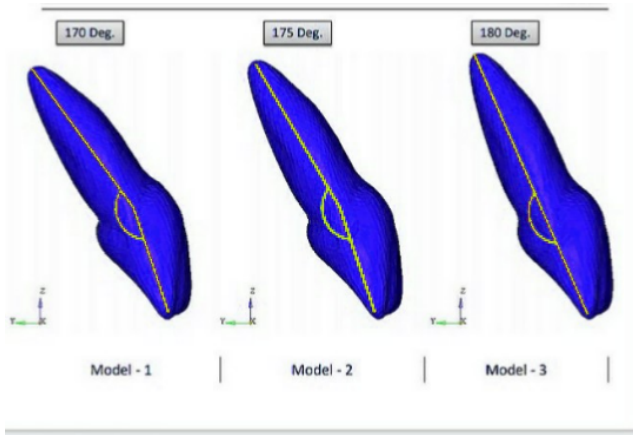 170 Deg.
175 Deg.
180 Deg.
Z
Y
X
Z
Y
X
Z
Y
X
Model - 1
Model - 2
Model - 3